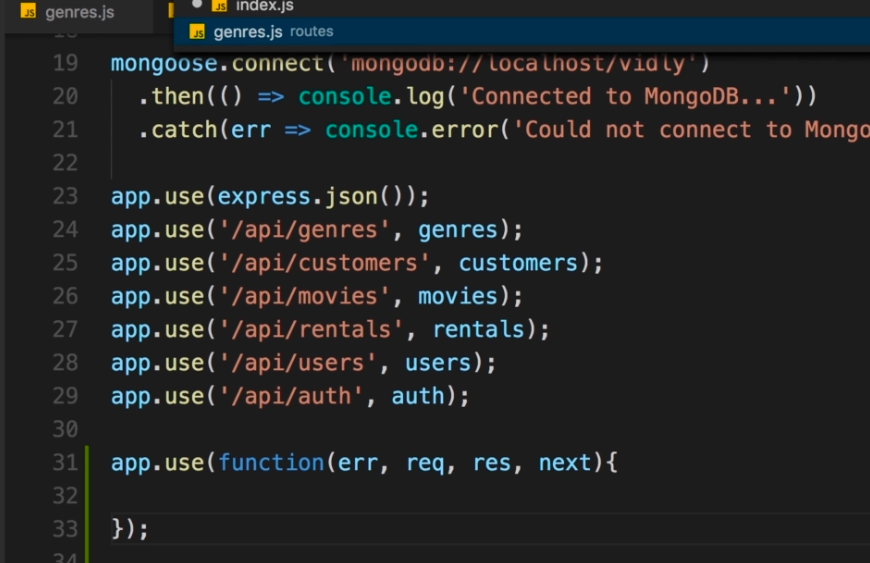 genres.js
JS index.js
JS genres.js routes
18
19 mongoose.connect('mongodb://localhost/vidly')
20 .then(() => console.log('Connected to MongoDB...'))
21 .catch(err => console.error('Could not connect to Mongo
22
23 app.use(express.json());
24 app.use('/api/genres', genres);
25 app.use('/api/customers', customers);
26 app.use('/api/movies', movies);
27 app.use('/api/rentals', rentals);
28 app.use('/api/users', users);
29 app.use('/api/auth', auth);
30
31 app.use(function(err, req, res, next){
32
33 });
34